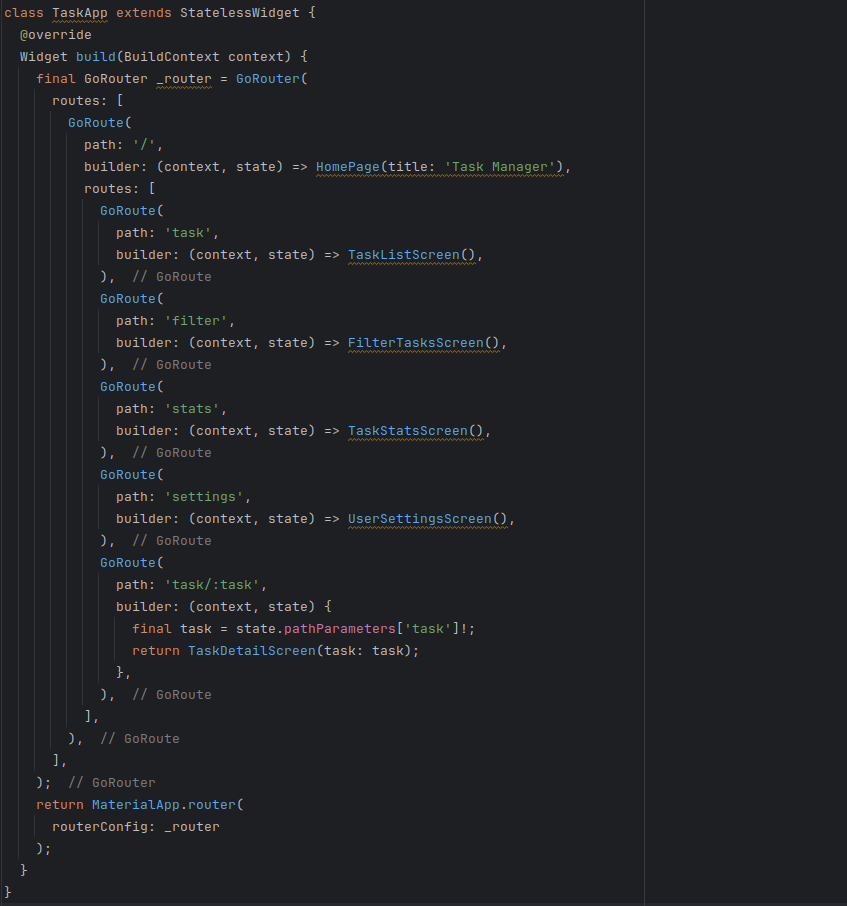 class TaskApp extends StatelessWidget {
  @override
  Widget build(BuildContext context) {
    final GoRouter _router = GoRouter(
      routes: [
        GoRoute(
          path: '/',
          builder: (context, state) => HomePage(title: 'Task Manager'),
          routes: [
            GoRoute(
              path: 'task',
              builder: (context, state) => TaskListScreen(),
            ),  // GoRoute
            GoRoute(
              path: 'filter',
              builder: (context, state) => FilterTasksScreen(),
            ),  // GoRoute
            GoRoute(
              path: 'stats',
              builder: (context, state) => TaskStatsScreen(),
            ),  // GoRoute
            GoRoute(
              path: 'settings',
              builder: (context, state) => UserSettingsScreen(),
            ),  // GoRoute
            GoRoute(
              path: 'task/:task',
              builder: (context, state) {
                final task = state.pathParameters['task']!;
                return TaskDetailScreen(task: task);
              },
            ),  // GoRoute
          ],
        ),  // GoRoute
      ],
    );  // GoRouter
    return MaterialApp.router(
      routerConfig: _router
    );
  }
}